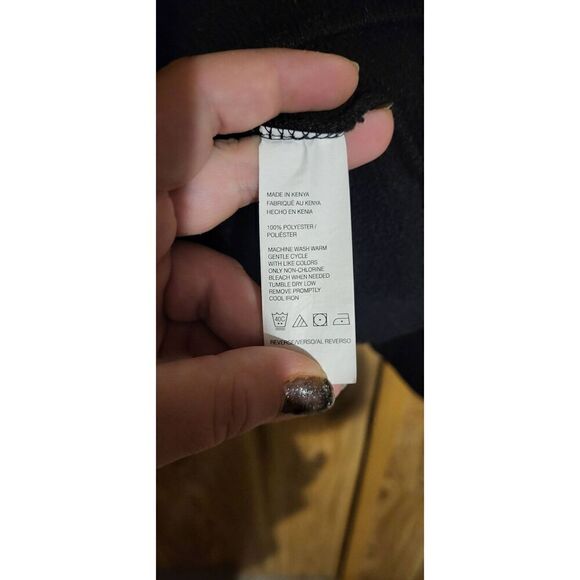 MADE IN KENYA
FABRIQUÉ AU KENYA
HECHO EN KENIA
100% POLYESTER /
POLIÉSTER
MACHINE WASH WARM
GENTLE CYCLE
WITH LIKE COLORS
ONLY NON-CHLORINE
BLEACH WHEN NEEDED
TUMBLE DRY LOW
REMOVE PROMPTLY
COOL IRON
40C
REVERSE/VERSO/AL REVERSO